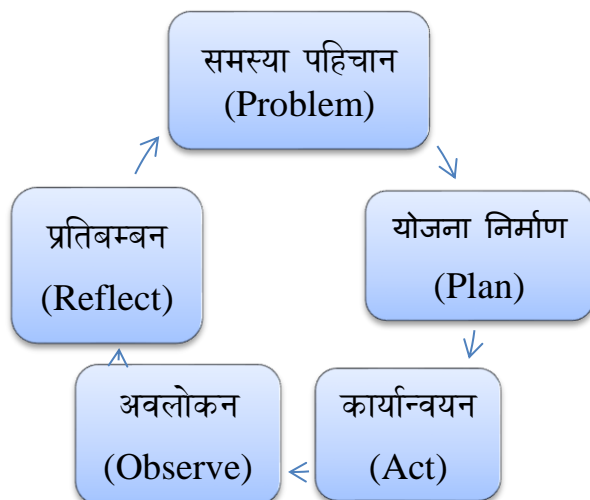 समस्या पहिचान
(Problem)
योजना निर्माण
(Plan)
कार्यान्वयन
(Act)
अवलोकन
(Observe)
प्रतिबम्बन
(Reflect)